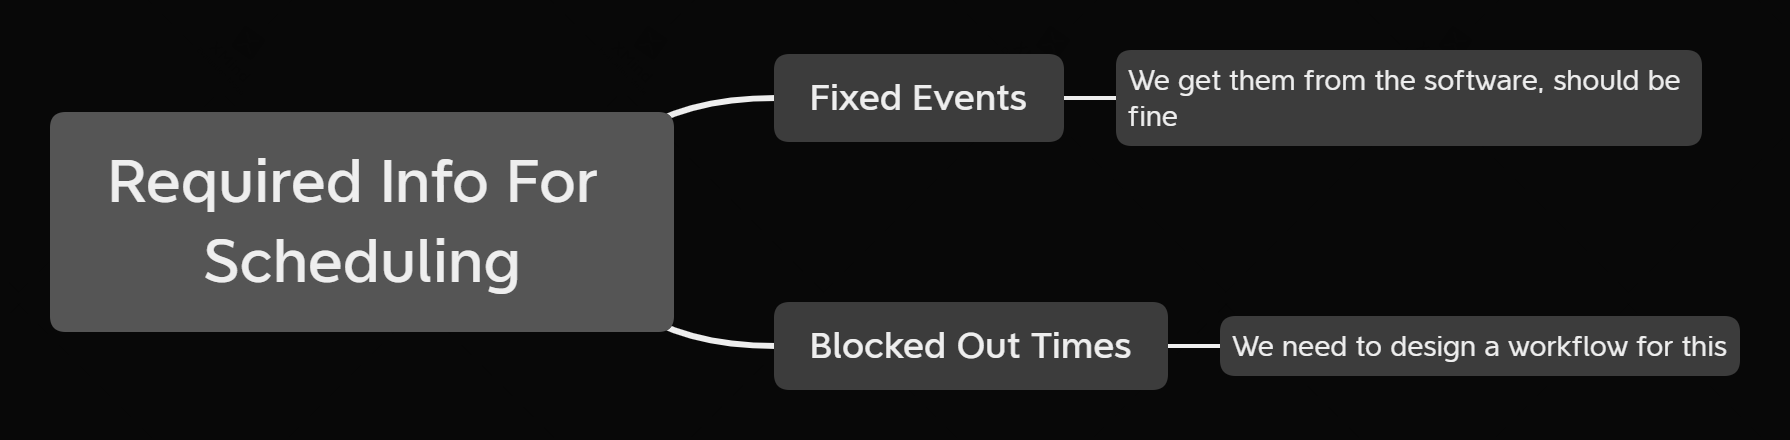 Required Info For
Scheduling
Fixed Events
We get them from the software, should be
fine
Blocked Out Times
We need to design a workflow for this